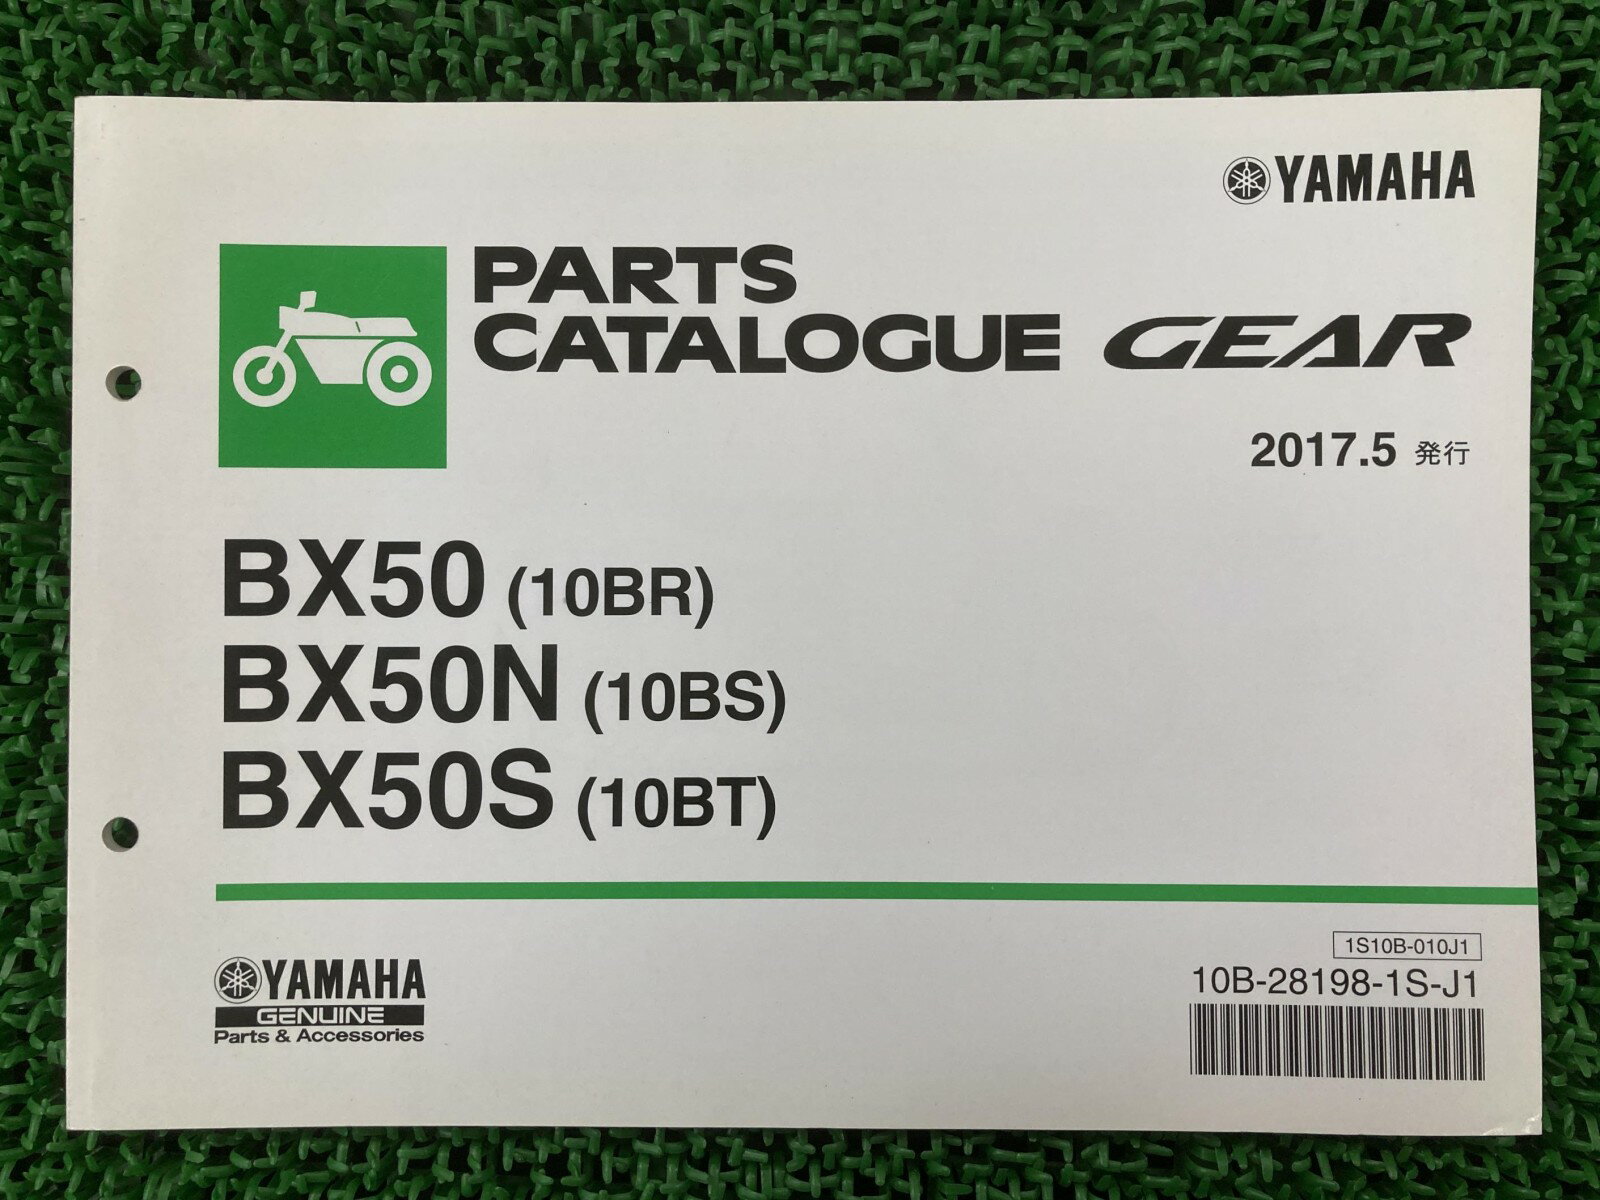 YAMAHA
PARTS
CATALOGUE GEAR
2017.5 発行
BX50 (10BR)
BX50N (10BS)
BX50S (10BT)
1S10B-010J1
10B-28198-1S-J1
YAMAHA
GENUINE
Parts & Accessories